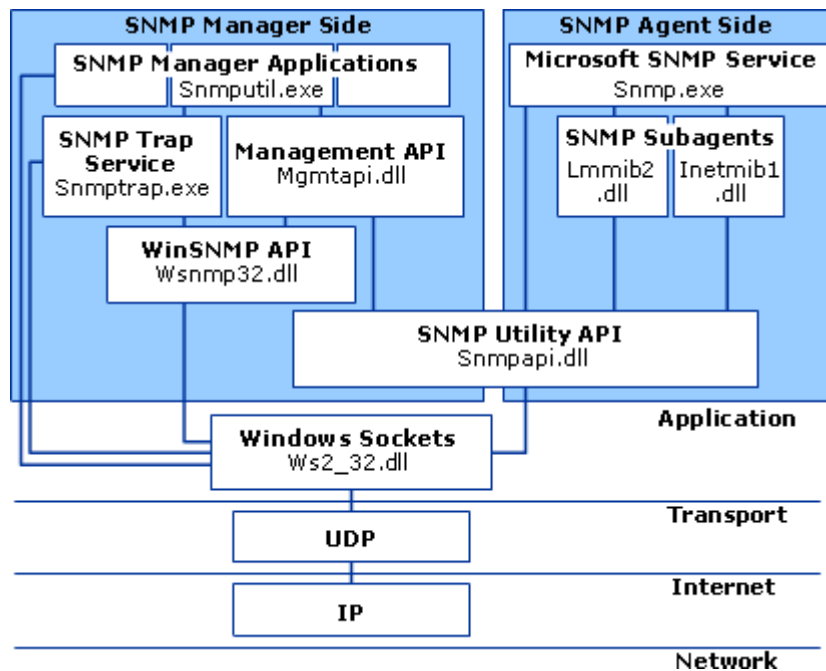 SNMP Manager Side
SNMP Manager Applications
Snmputil.exe
SNMP Trap
Service
Snmptrap.exe
Management API
Mgmtapi.dll
WinSNMP API
Wsnmp32.dll
SNMP Agent Side
Microsoft SNMP Service
Snmp.exe
SNMP Subagents
Lmmib2
.dll
Inetmib1
.dll
SNMP Utility API
Snmpapi.dll
Application
Windows Sockets
Ws2_32.dll
Transport
UDP
Internet
IP
Network